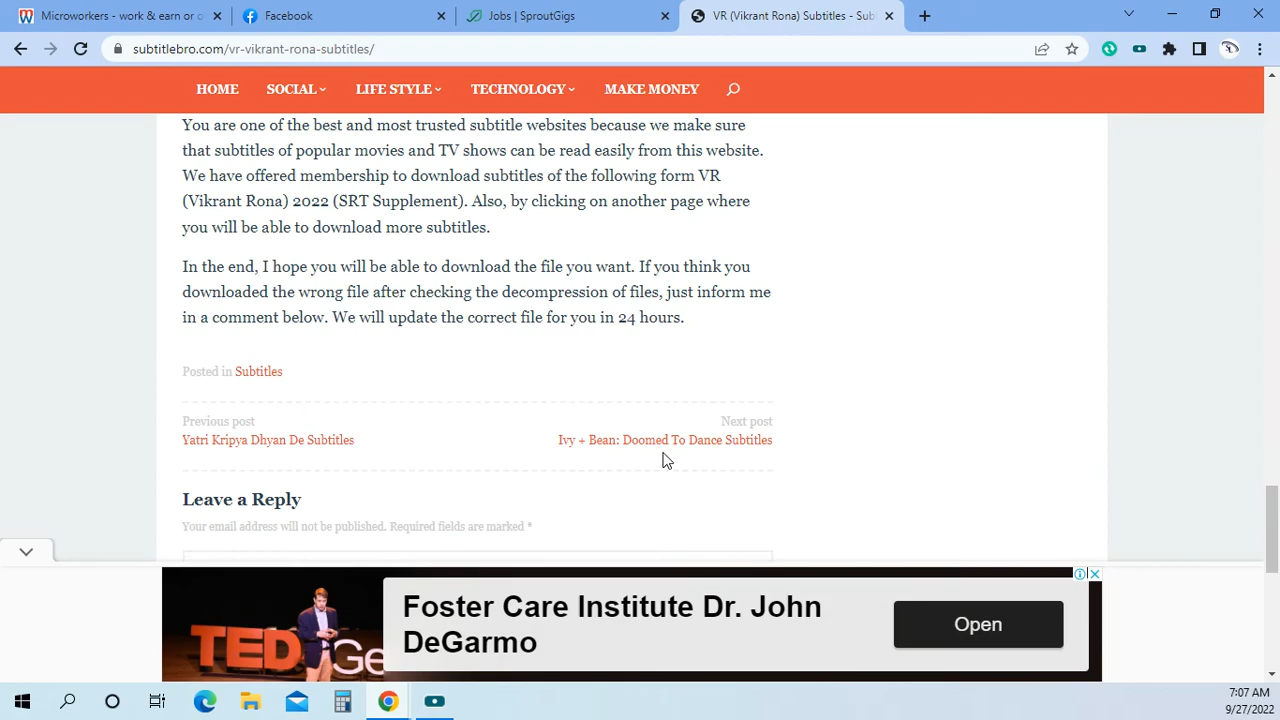 Microworkers - work & earn or o
Facebook
Jobs | SproutGigs
VR (Vikrant Rona) Subtitles - Sub
subtitlebro.com/vr-vikrant-rona-subtitles/
HOME SOCIAL LIFE STYLE TECHNOLOGY MAKE MONEY
You are one of the best and most trusted subtitle websites because we make sure
that subtitles of popular movies and TV shows can be read easily from this website.
We have offered membership to download subtitles of the following form VR
(Vikrant Rona) 2022 (SRT Supplement). Also, by clicking on another page where
you will be able to download more subtitles.
In the end, I hope you will be able to download the file you want. If you think you
downloaded the wrong file after checking the decompression of files, just inform me
in a comment below. We will update the correct file for you in 24 hours.
Posted in Subtitles
Previous post
Yatri Kripya Dhyan De Subtitles
Next post
Ivy + Bean: Doomed To Dance Subtitles
Leave a Reply
Your email address will not be published. Required fields are marked *
TED
Ge
Foster Care Institute Dr. John
DeGarmo
Open
7:07 AM
9/27/2022